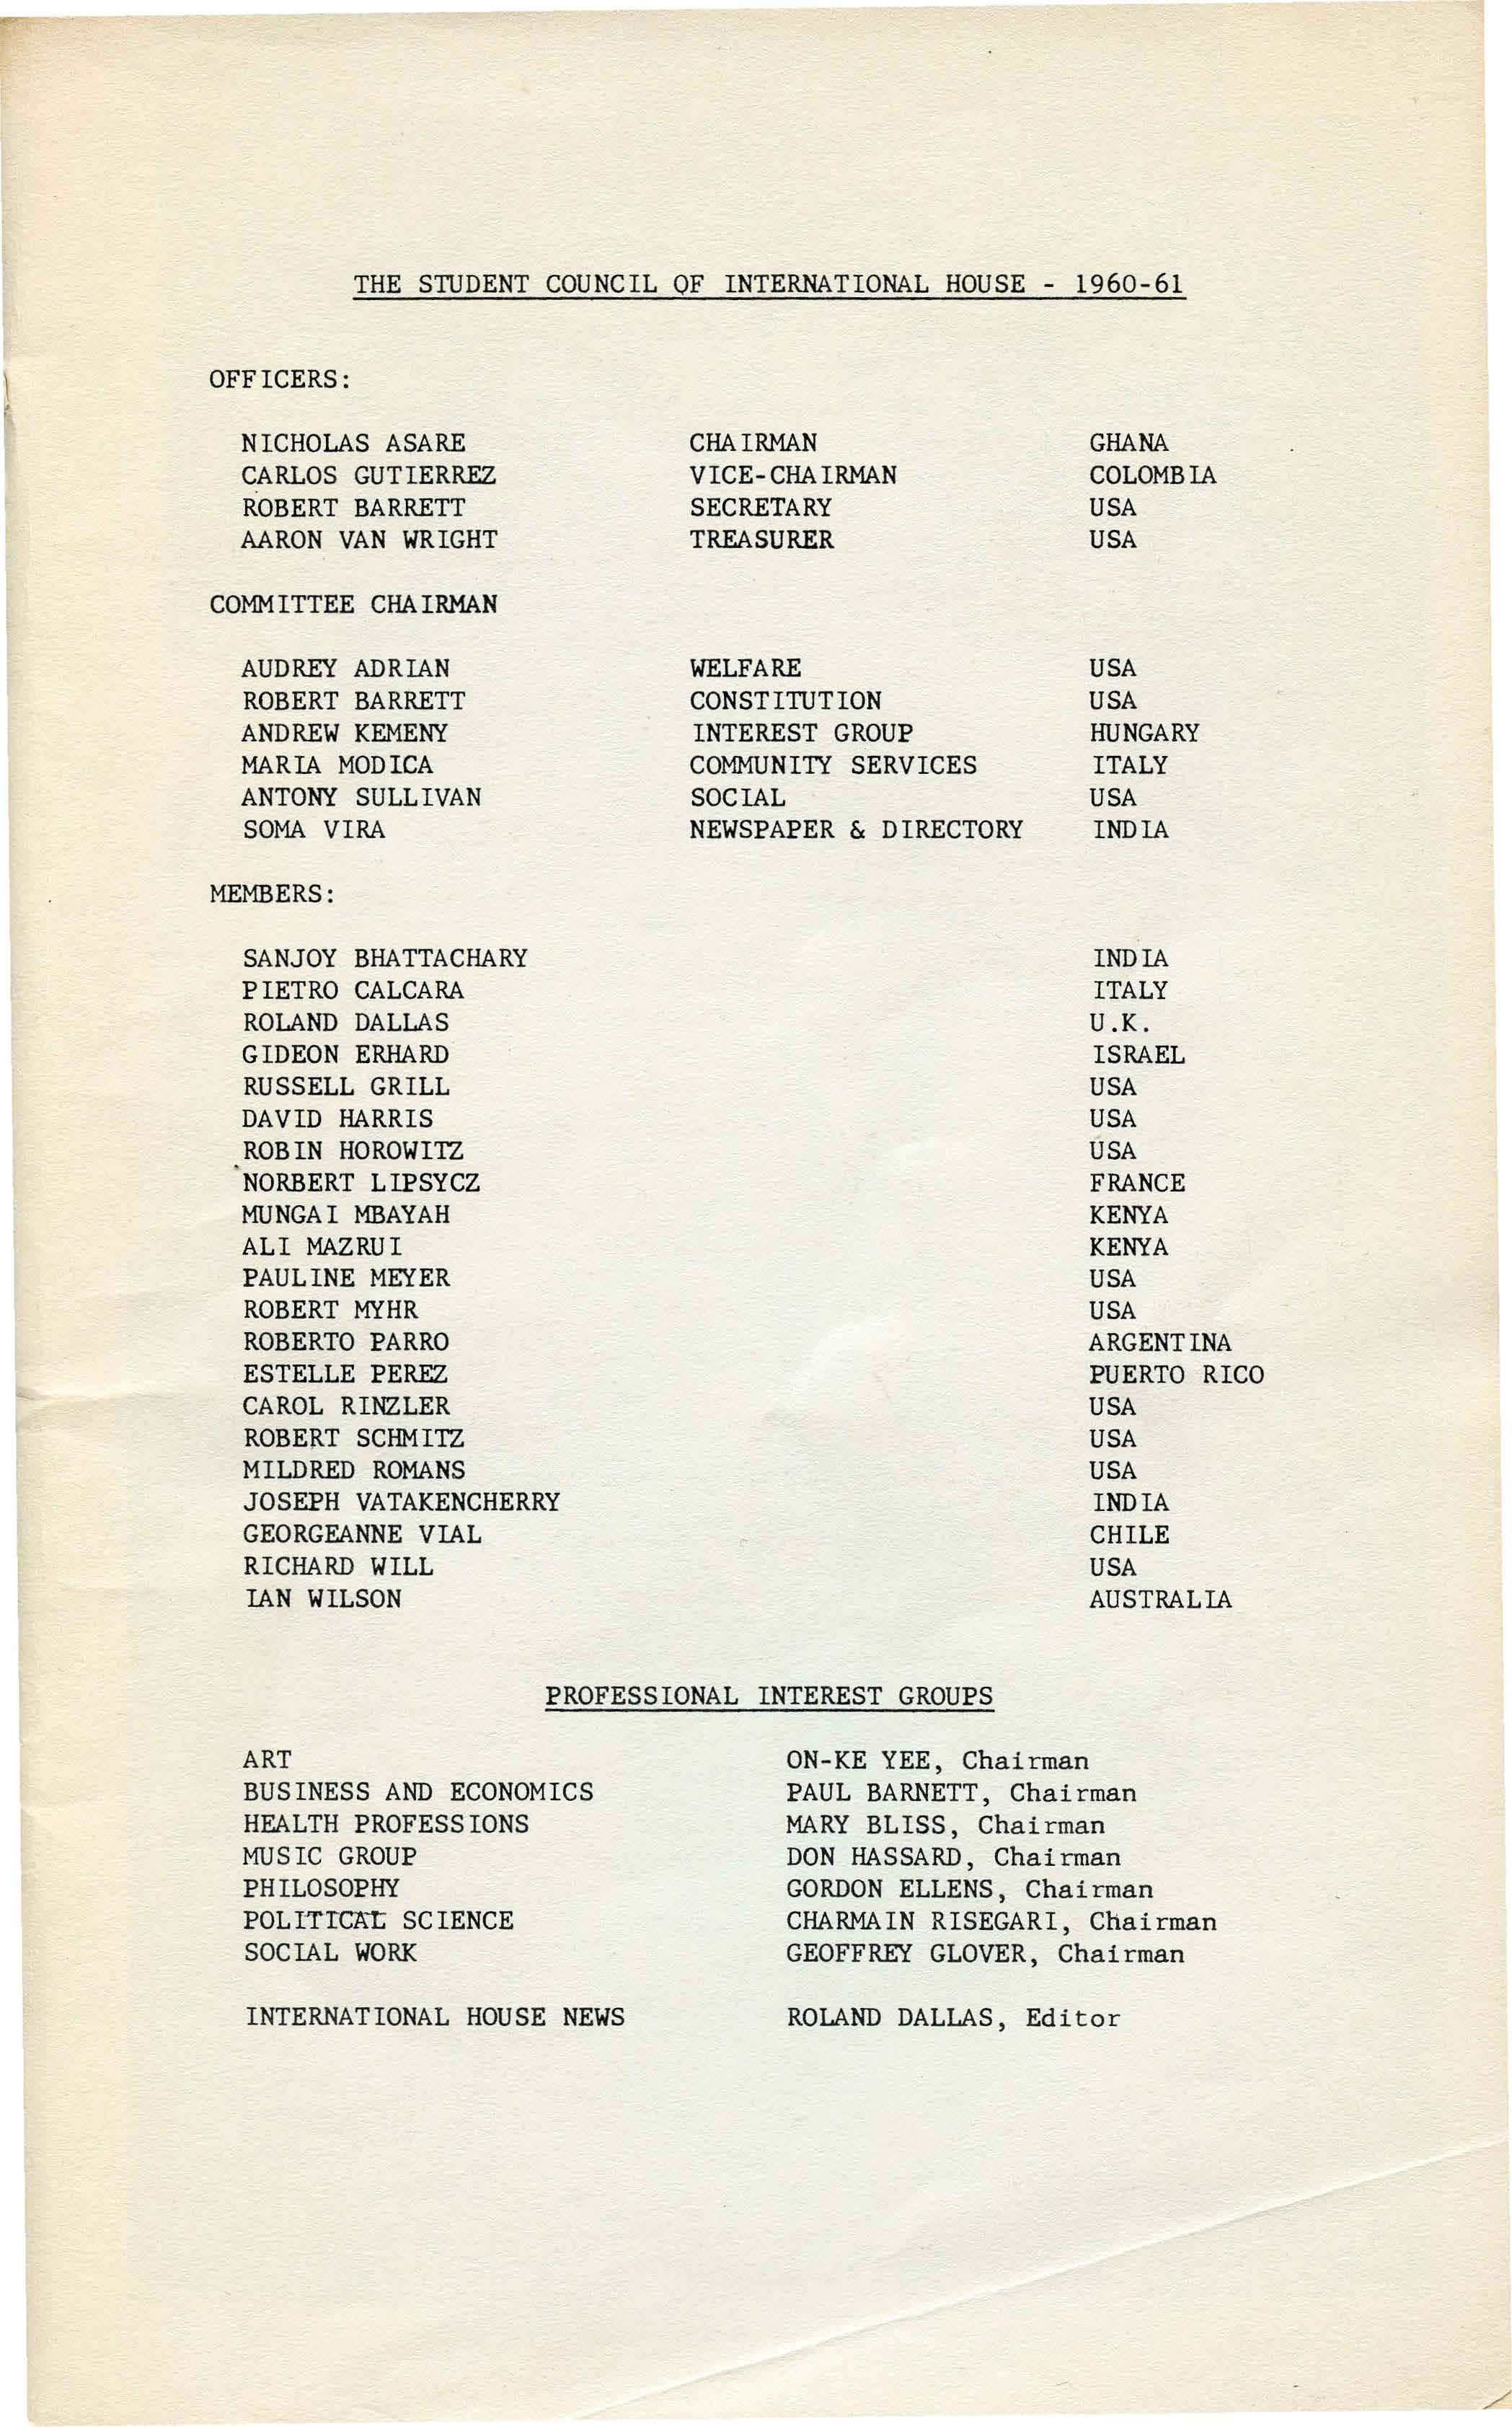 THE STUDENT COUNCIL OF INTERNATIONAL HOUSE - 1960-61
OFFICERS:
NICHOLAS ASARE CHAIRMAN GHANA
CARLOS GUTIERREZ VICE-CHAIRMAN COLOMBIA
ROBERT BARRETT SECRETARY USA
AARON VAN WRIGHT TREASURER USA
COMMITTEE CHAIRMAN
AUDREY ADRIAN WELFARE USA
ROBERT BARRETT CONSTITUTION USA
ANDREW KEMENY INTEREST GROUP HUNGARY
MARIA MODICA COMMUNITY SERVICES ITALY
ANTONY SULLIVAN SOCIAL USA
SOMA VIRA NEWSPAPER & DIRECTORY INDIA
MEMBERS:
SANJOY BHATTACHARY INDIA
PIETRO CALCARA ITALY
ROLAND DALLAS U.K.
GIDEON ERHARD ISRAEL
RUSSELL GRILL USA
DAVID HARRIS USA
ROBIN HOROWITZ USA
NORBERT LIPSYCZ FRANCE
MUNGAI MBAYAH KENYA
ALI MAZRUI KENYA
PAULINE MEYER USA
ROBERT MYHR USA
ROBERTO PARRO ARGENTINA
ESTELLE PEREZ PUERTO RICO
CAROL RINZLER USA
ROBERT SCHMITZ USA
MILDRED ROMANS USA
JOSEPH VATAKENCHERRY INDIA
GEORGEANNE VIAL CHILE
RICHARD WILL USA
IAN WILSON AUSTRALIA
PROFESSIONAL INTEREST GROUPS
ART ON-KE YEE, Chairman
BUSINESS AND ECONOMICS PAUL BARNETT, Chairman
HEALTH PROFESSIONS MARY BLISS, Chairman
MUSIC GROUP DON HASSARD, Chairman
PHILOSOPHY GORDON ELLENS, Chairman
POLITICAL SCIENCE CHARMAIN RISEGARI, Chairman
SOCIAL WORK GEOFFREY GLOVER, Chairman
INTERNATIONAL HOUSE NEWS ROLAND DALLAS, Editor